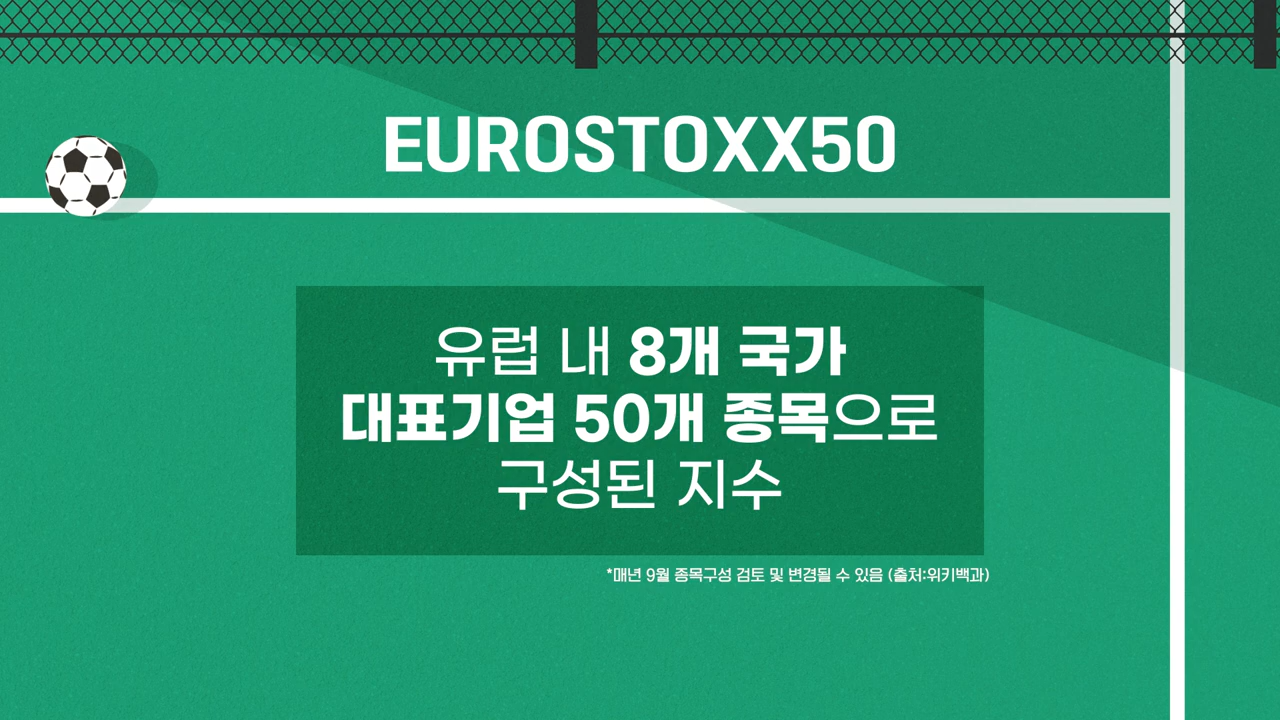 EUROSTOXX50
유럽 내 8개 국가
대표기업 50개 종목으로
구성된 지수
*매년 9월 종목구성 검토 및 변경될 수 있음 (출처:위키백과)